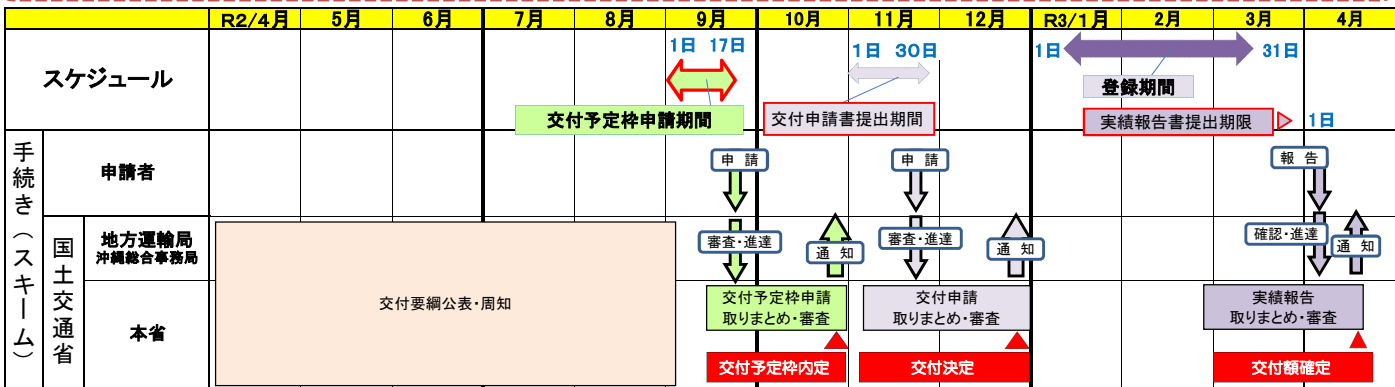 R2/4月 5月 6月 7月 8月 9月 10月 11月 12月 R3/1月 2月 3月 4月
スケジュール
1日 17日
1日 30日
1日
31日
登録期間
交付予定枠申請期間
交付申請書提出期間
実績報告書提出期限
1日
手続き(スキーム)
申請者
申 請
申 請
報 告
国土交通省
地方運輸局
沖縄総合事務局
審査・進達
通 知
審査・進達
通 知
確認・進達
通 知
本省
交付要綱公表・周知
交付予定枠申請
取りまとめ・審査
交付申請
取りまとめ・審査
実績報告
取りまとめ・審査
交付予定枠内定
交付決定
交付額確定